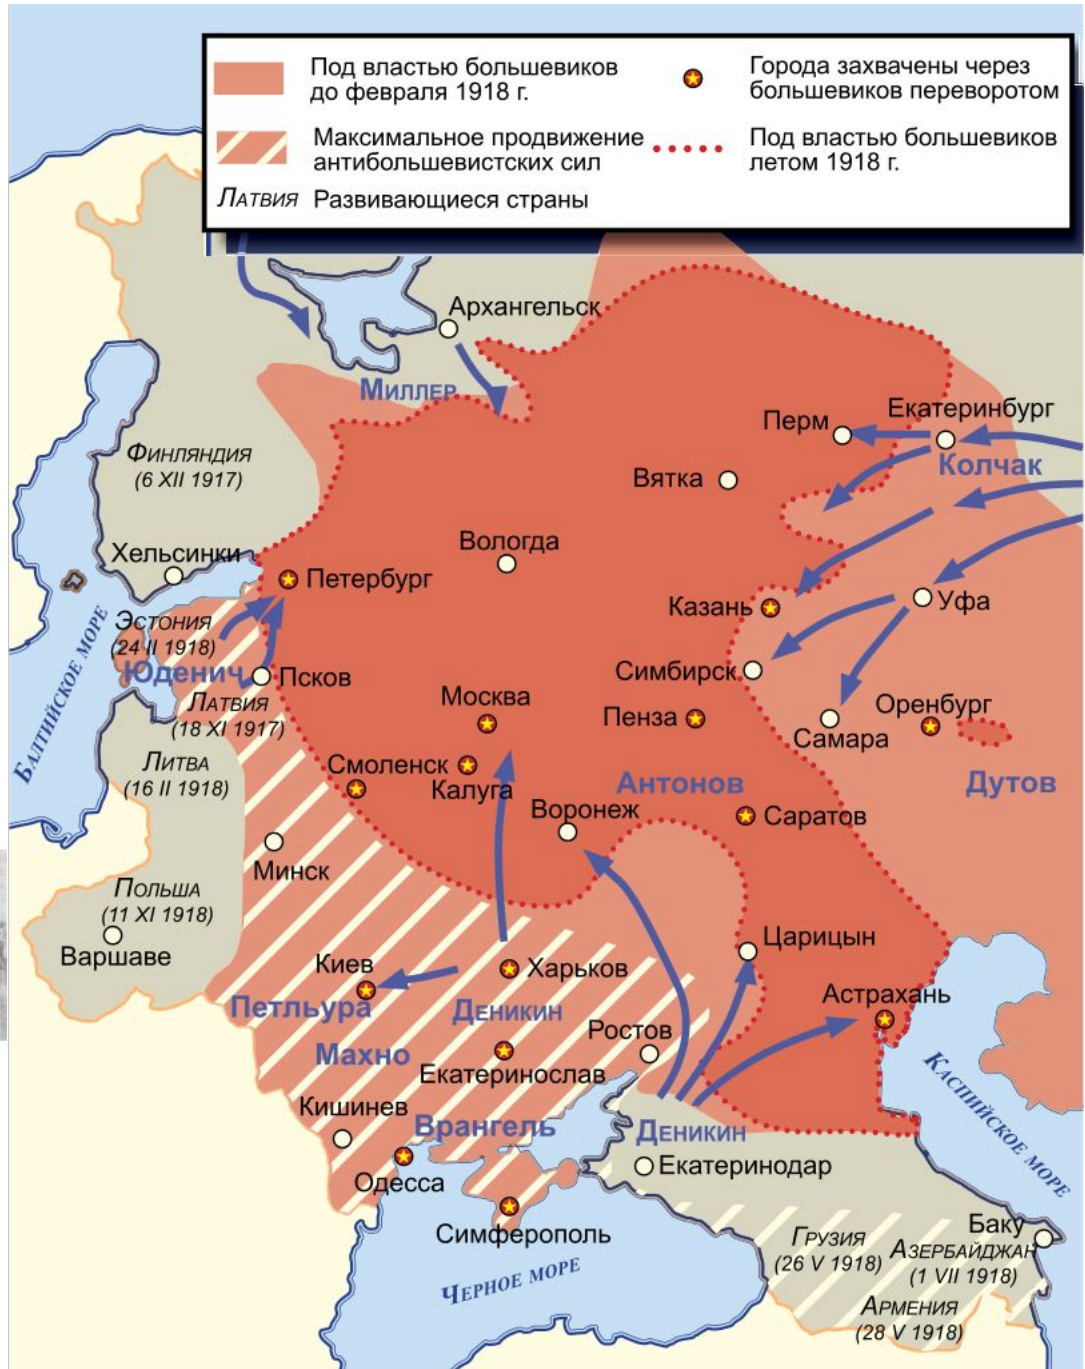 Под властью большевиков
до февраля 1918 г.
Города захвачены через
большевиков переворотом
Максимальное продвижение
антибольшевистских сил
Под властью большевиков
летом 1918 г.
Латвия
Развивающиеся страны
Архангельск
Миллер
Перм
Екатеринбург
Колчак
Финляндия
(6 XII 1917)
Вятка
Хельсинки
Вологда
Петербург
Казань
Уфа
Эстония
(24 II 1918)
Юденич
Псков
Симбирск
Латвия
(18 XI 1917)
Москва
Пенза
Самара
Оренбург
Балтийское море
Литва
(16 II 1918)
Смоленск
Калуга
Антонов
Дутов
Воронеж
Саратов
Минск
Польша
(11 XI 1918)
Варшаве
Царицын
Киев
Харьков
Петльура
Деникин
Астрахань
Ростов
Махно
Екатеринослав
Каспийское море
Кишинев
Врангель
Деникин
Одесса
Екатеринодар
Симферополь
Грузия
(26 V 1918)
Баку
Азербайджан
(1 VII 1918)
Черное море
Армения
(28 V 1918)